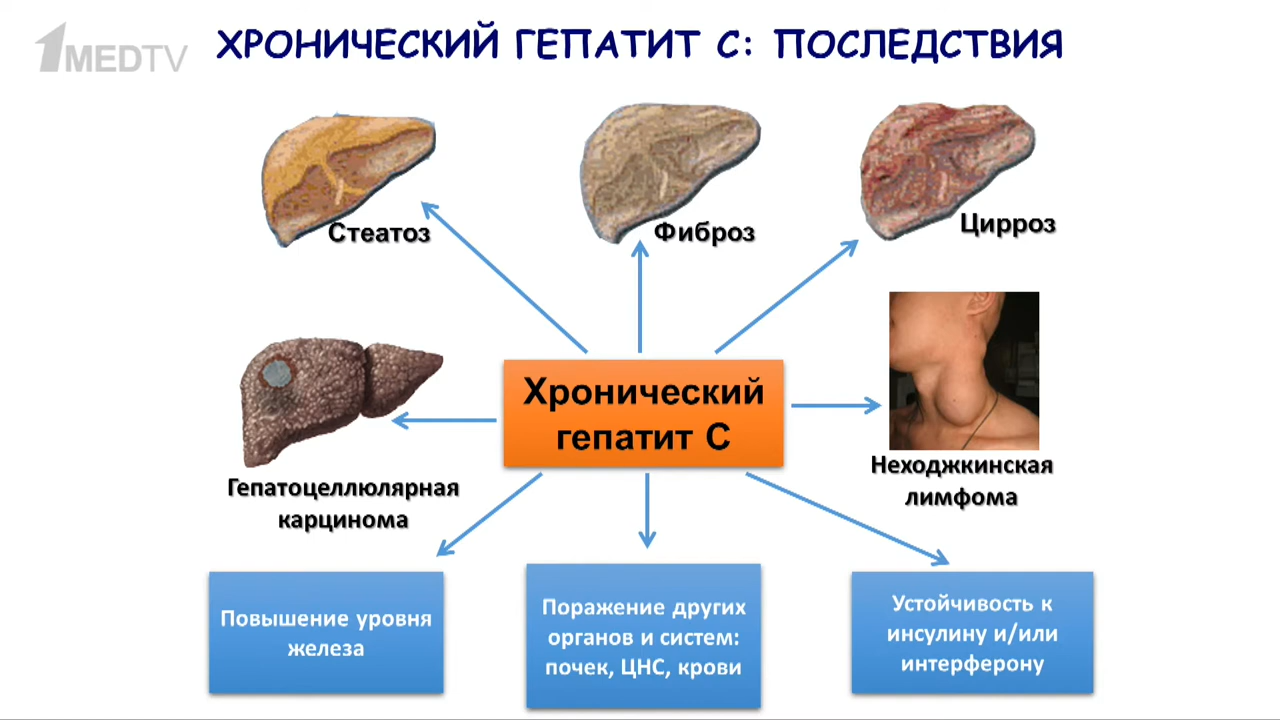 1MEDTV
ХРОНИЧЕСКИЙ ГЕПАТИТ С: ПОСЛЕДСТВИЯ
Стеатоз
Фиброз
Цирроз
Хронический
гепатит С
Гепатоцеллюлярная
карцинома
Неходжкинская
лимфома
Повышение уровня
железа
Поражение других
органов и систем:
почек, ЦНС, крови
Устойчивость к
инсулину и/или
интерферону